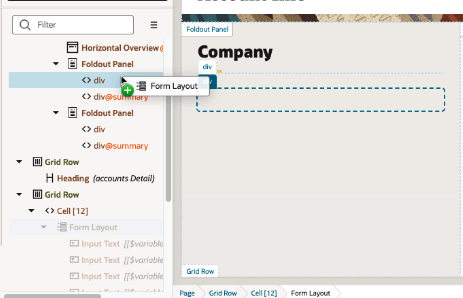 Filter
Horizontal Overview@
Foldout Panel
div
div@summary
Foldout Panel
div
div@summary
Grid Row
Heading (accounts Detail)
Grid Row
Cell [12]
Form Layout
Input Text [[$variable
Input Text [[$variable
Input Text [[$variable
Form Layout
Foldout Panel
Company
div
Grid Row
Page Grid Row Cell [12] Form Layout